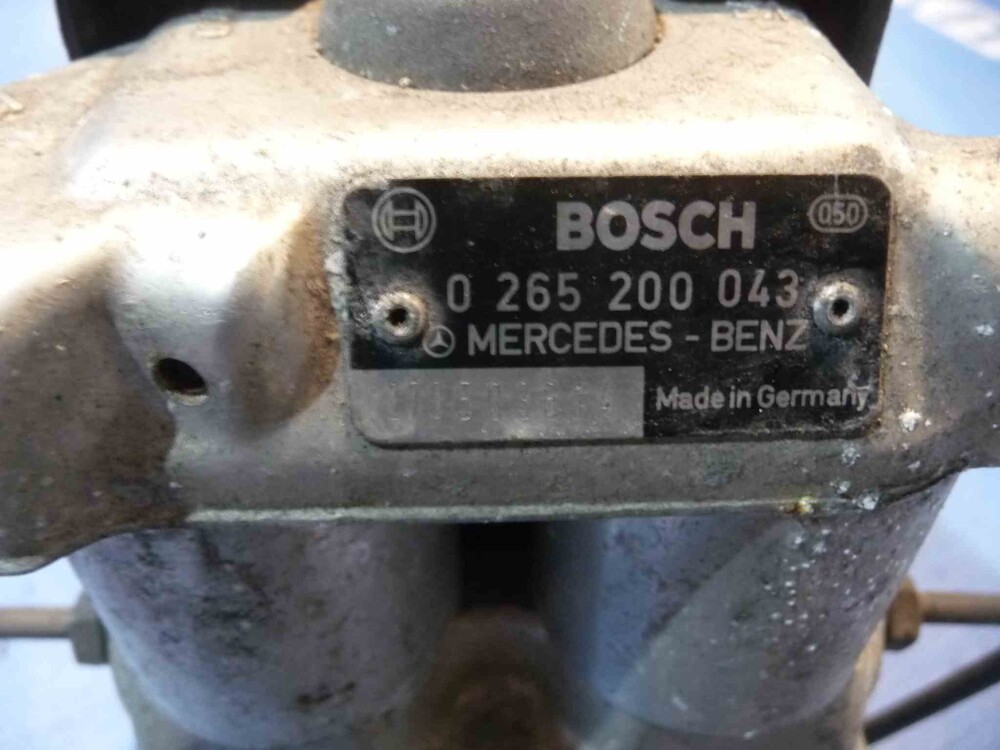 BOSCH 050
0 265 200 043
MERCEDES - BENZ
Made in Germany